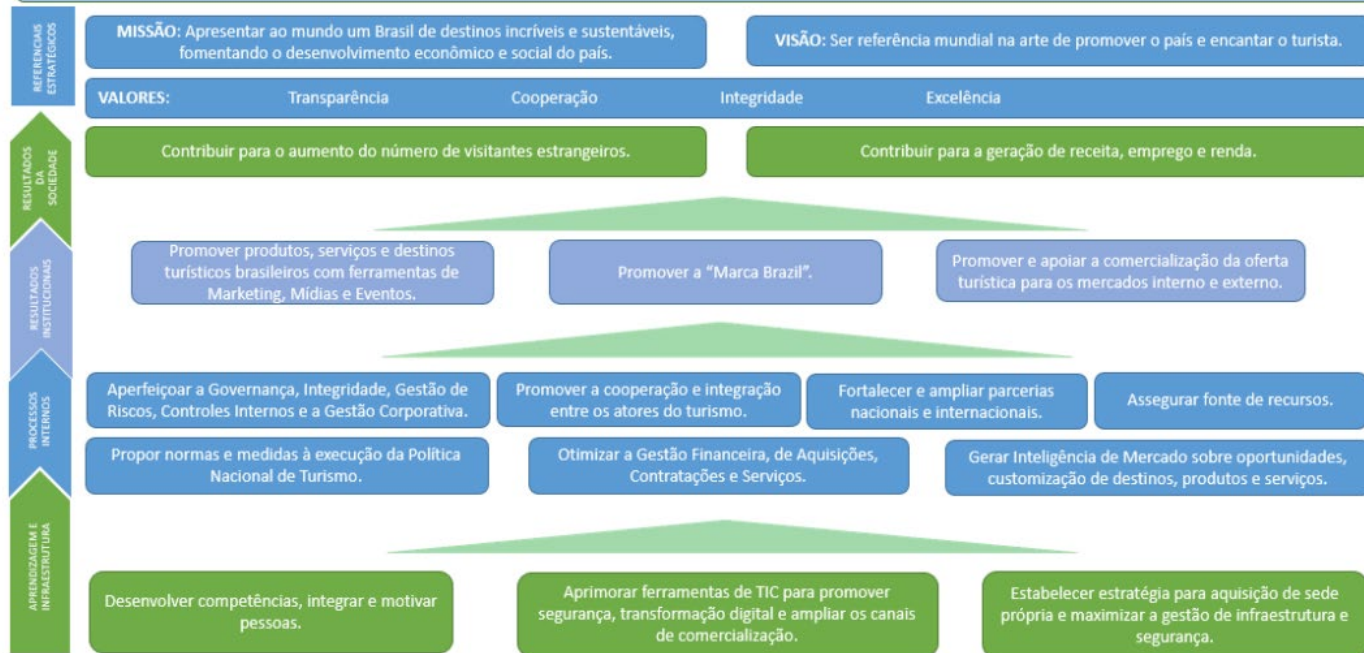 REFERENCIAIS
ESTRATÉGICOS
MISSÃO: Apresentar ao mundo um Brasil de destinos incríveis e sustentáveis,
fomentando o desenvolvimento econômico e social do país.
VISÃO: Ser referência mundial na arte de promover o país e encantar o turista.
VALORES: Transparência Cooperação Integridade Excelência
RESULTADOS
DA
SOCIEDADE
Contribuir para o aumento do número de visitantes estrangeiros.
Contribuir para a geração de receita, emprego e renda.
RESULTADOS
INSTITUCIONAIS
Promover produtos, serviços e destinos
turísticos brasileiros com ferramentas de
Marketing, Mídias e Eventos.
Promover a “Marca Brazil”.
Promover e apoiar a comercialização da oferta
turística para os mercados interno e externo.
PROCESSOS
INTERNOS
Aperfeiçoar a Governança, Integridade, Gestão de
Riscos, Controles Internos e a Gestão Corporativa.
Promover a cooperação e integração
entre os atores do turismo.
Fortalecer e ampliar parcerias
nacionais e internacionais.
Assegurar fonte de recursos.
Propor normas e medidas à execução da Política
Nacional de Turismo.
Otimizar a Gestão Financeira, de Aquisições,
Contratações e Serviços.
Gerar Inteligência de Mercado sobre oportunidades,
customização de destinos, produtos e serviços.
APRENDIZAGEM E
INFRAESTRUTURA
Desenvolver competências, integrar e motivar
pessoas.
Aprimorar ferramentas de TIC para promover
segurança, transformação digital e ampliar os canais
de comercialização.
Estabelecer estratégia para aquisição de sede
própria e maximizar a gestão de infraestrutura e
segurança.